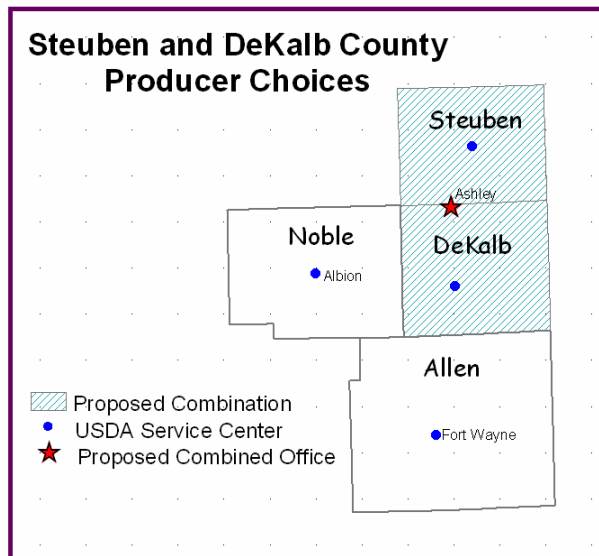 Steuben and DeKalb County
Producer Choices
Steuben
Ashley
Noble
DeKalb
Albion
Allen
Fort Wayne
Proposed Combination
USDA Service Center
Proposed Combined Office